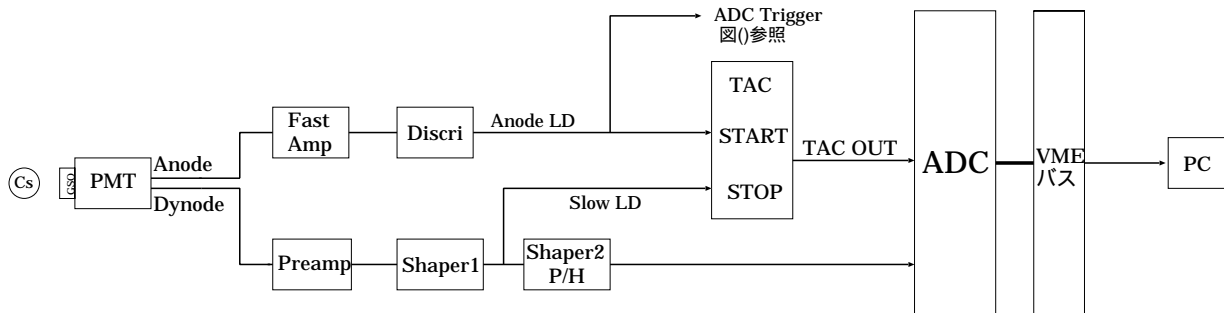 ADC Trigger
図()参照
TAC
START
STOP
Fast
Amp
Discri
Anode LD
TAC OUT
ADC
VME
バス
PC
Cs
GSO
PMT
Anode
Dynode
Slow LD
Preamp
Shaper1
Shaper2
P/H